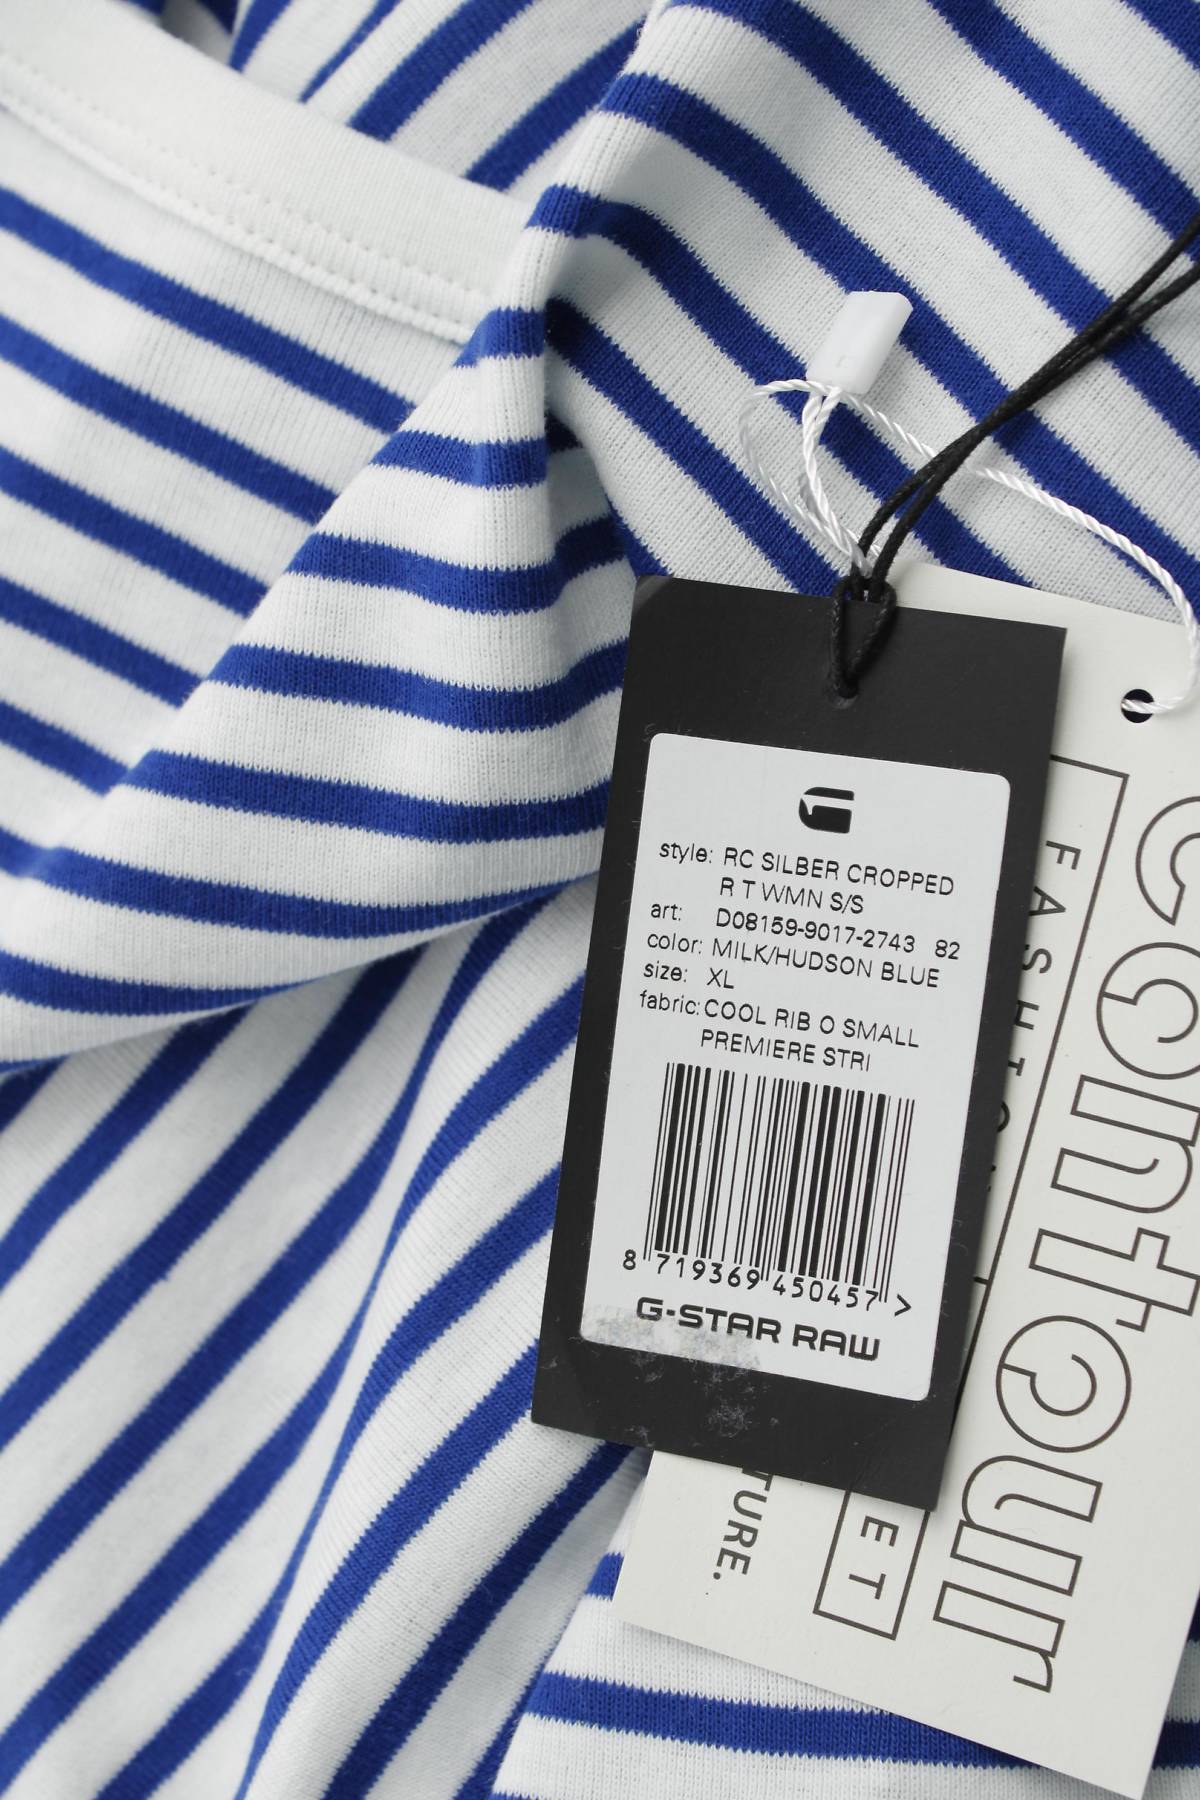 style: RC SILBER CROPPED
R T WMN S/S
art: D08159-9017-2743 82
color: MILK/HUDSON BLUE
size: XL
fabric: COOL RIB O SMALL
PREMIERE STRI
8 719369 450457 >
G-STAR RAW
contour
FASHION
ET
TURE.